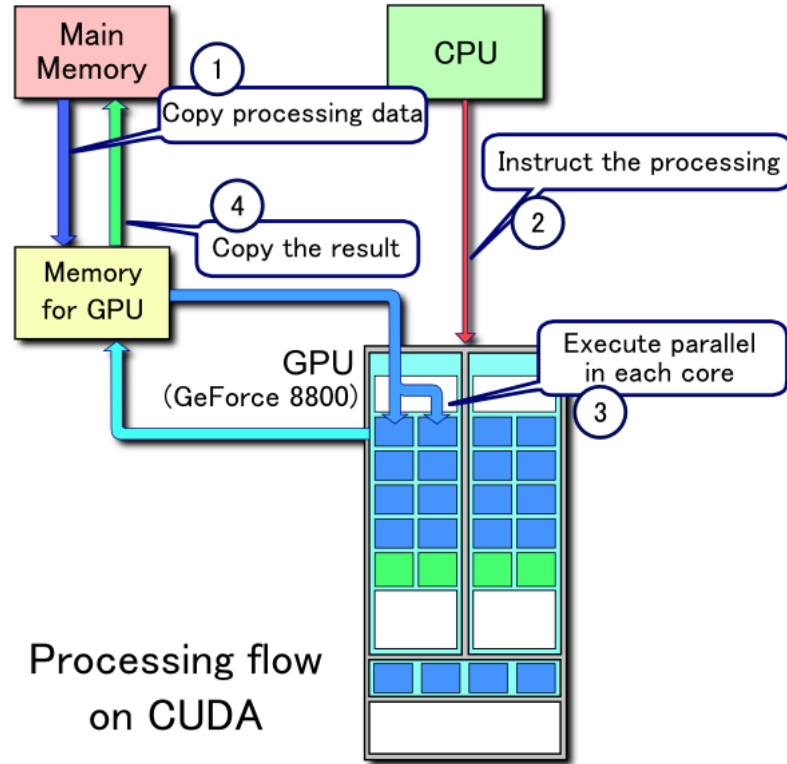 Main
Memory
CPU
1
Copy processing data
Instruct the processing
2
4
Copy the result
Memory
for GPU
GPU
(GeForce 8800)
Execute parallel
in each core
3
Processing flow
on CUDA